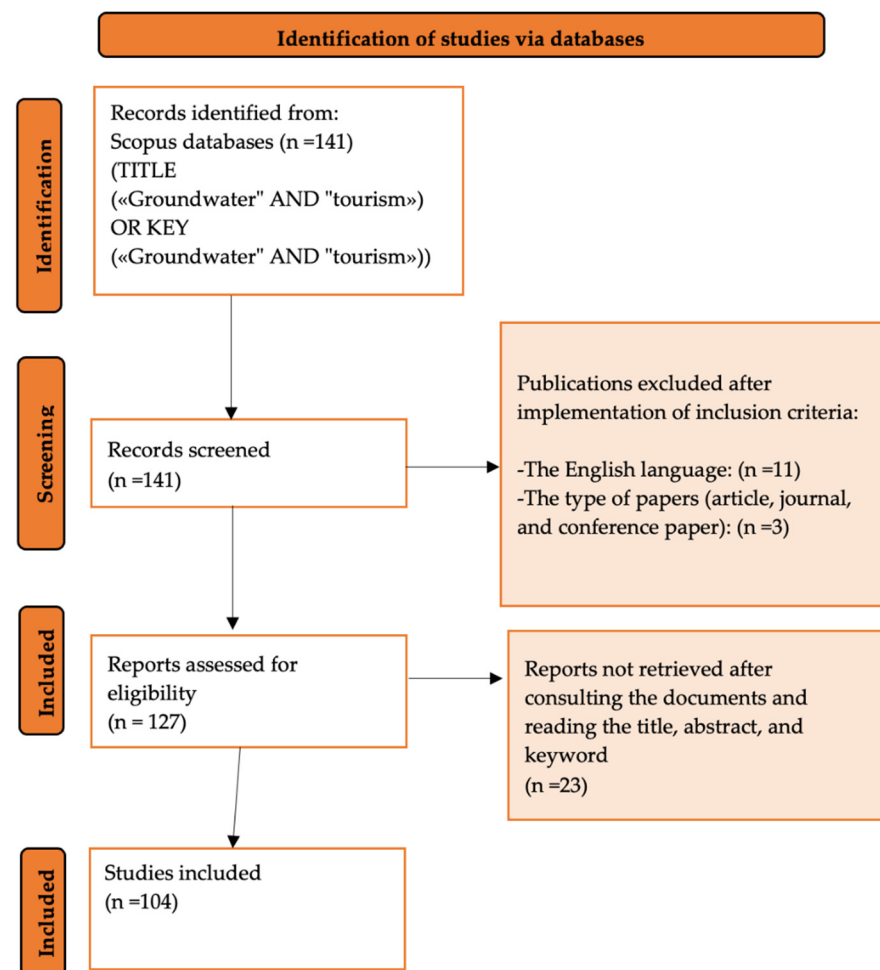 Identification of studies via databases
Identification
Records identified from:
Scopus databases (n =141)
(TITLE
(«Groundwater" AND "tourism»)
OR KEY
(«Groundwater" AND "tourism»))
Screening
Records screened
(n =141)
Publications excluded after
implementation of inclusion criteria:
-The English language: (n =11)
-The type of papers (article, journal,
and conference paper): (n =3)
Included
Reports assessed for
eligibility
(n = 127)
Reports not retrieved after
consulting the documents and
reading the title, abstract, and
keyword
(n =23)
Included
Studies included
(n =104)